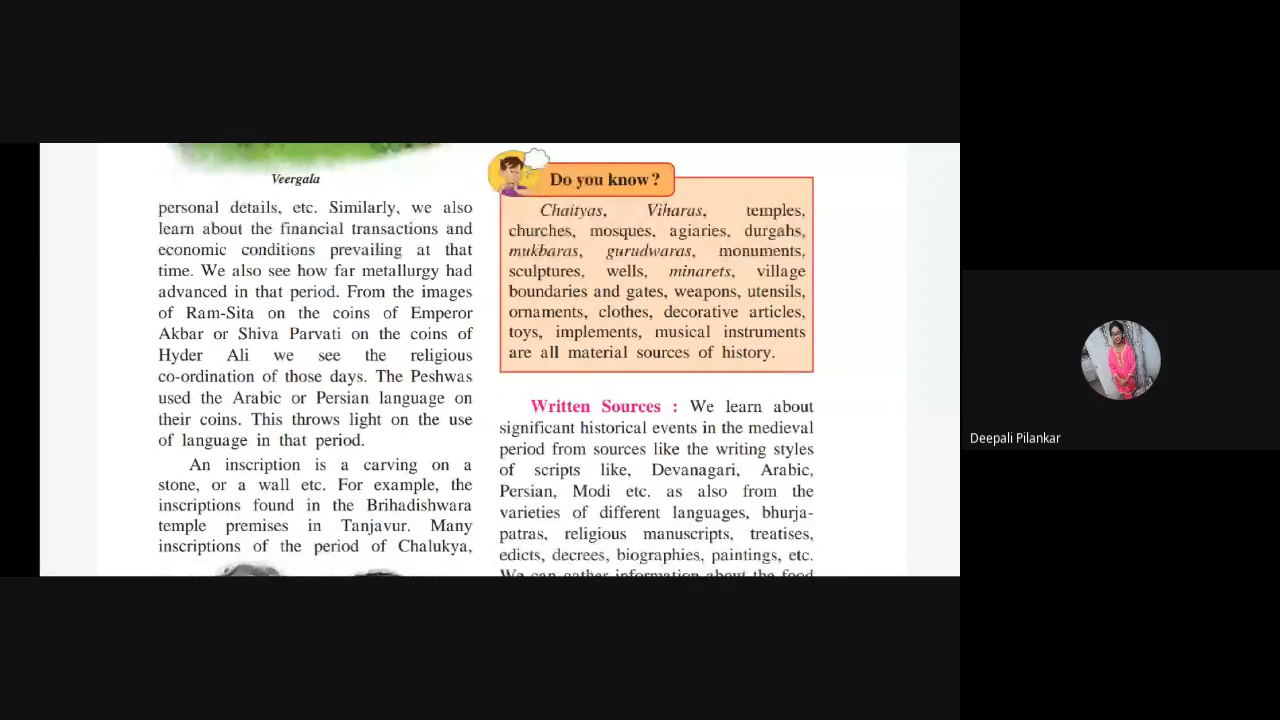 Veergala
personal details, etc. Similarly, we also
learn about the financial transactions and
economic conditions prevailing at that
time. We also see how far metallurgy had
advanced in that period. From the images
of Ram-Sita on the coins of Emperor
Akbar or Shiva Parvati on the coins of
Hyder Ali we see the religious
co-ordination of those days. The Peshwas
used the Arabic or Persian language on
their coins. This throws light on the use
of language in that period.
An inscription is a carving on a
stone, or a wall etc. For example, the
inscriptions found in the Brihadishwara
temple premises in Tanjavur. Many
inscriptions of the period of Chalukya,
Do you know ?
Chaityas, Viharas, temples,
churches, mosques, agiaries, durgahs,
mukbaras, gurudwaras, monuments,
sculptures, wells, minarets, village
boundaries and gates, weapons, utensils,
ornaments, clothes, decorative articles,
toys, implements, musical instruments
are all material sources of history.
Written Sources : We learn about
significant historical events in the medieval
period from sources like the writing styles
of scripts like, Devanagari, Arabic,
Persian, Modi etc. as also from the
varieties of different languages, bhurja-
patras, religious manuscripts, treatises,
edicts, decrees, biographies, paintings, etc.
We can gather information about the food
Deepali Pilankar